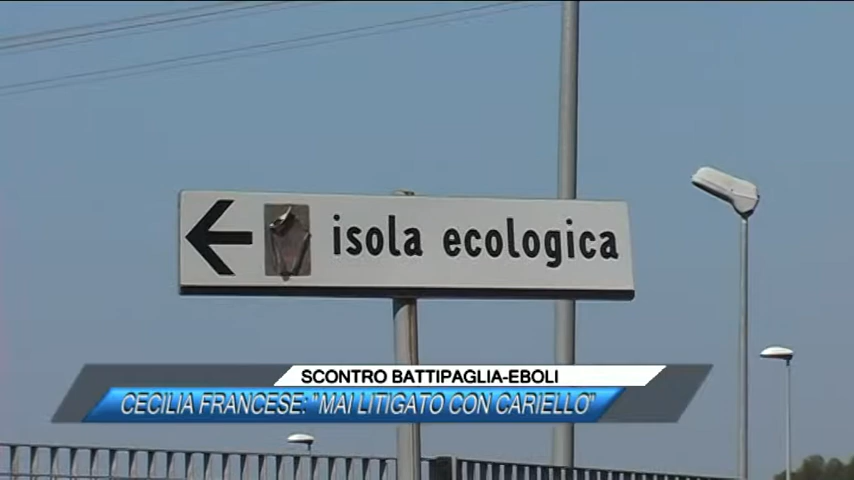 isola ecologica
SCONTRO BATTIPAGLIA-EBOLI
CECILIA FRANCESE: "MAI LITIGATO CON CARIELLO"